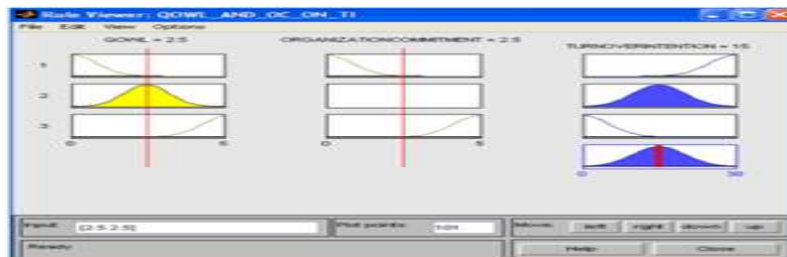 Rule Viewer: QOWL_AND_OC_ON_TI
File Edit View Options
QOWL = 2.5 ORGANIZATIONCOMMITMENT = 2.5 TURNOVERINTENTION = 15
1
2
3
0 5 0 5
0 30
Input: [2.5 2.5] Plot points: 101 Move: left right down up
Ready Help Close